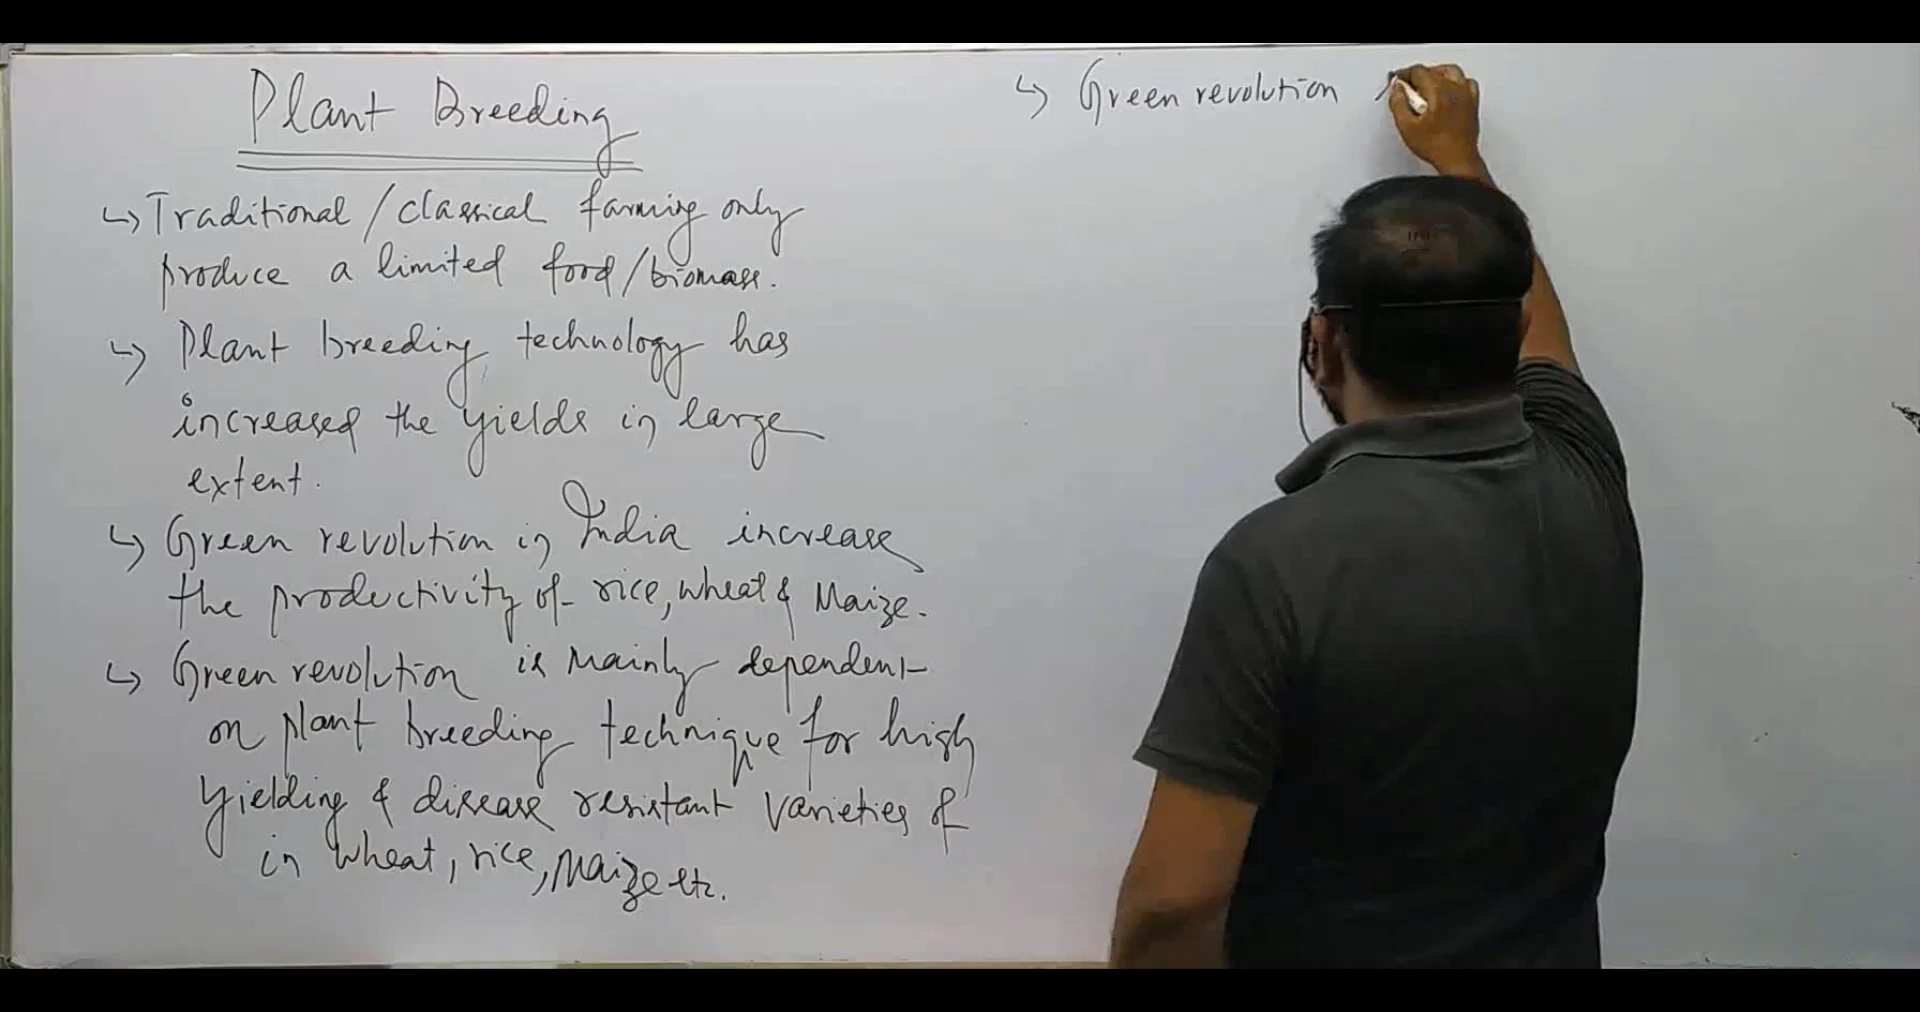 Plant Breeding
↳ Traditional/classical farming only
produce a limited food/biomass.
↳ Plant breeding technology has
increased the yields in large
extent.
↳ Green revolution in India increase
the productivity of rice, wheat & Maize.
↳ Green revolution is mainly dependent
on plant breeding technique for high
yielding & disease resistant varieties of
in wheat, rice, Maize etc.
↳ Green revolution